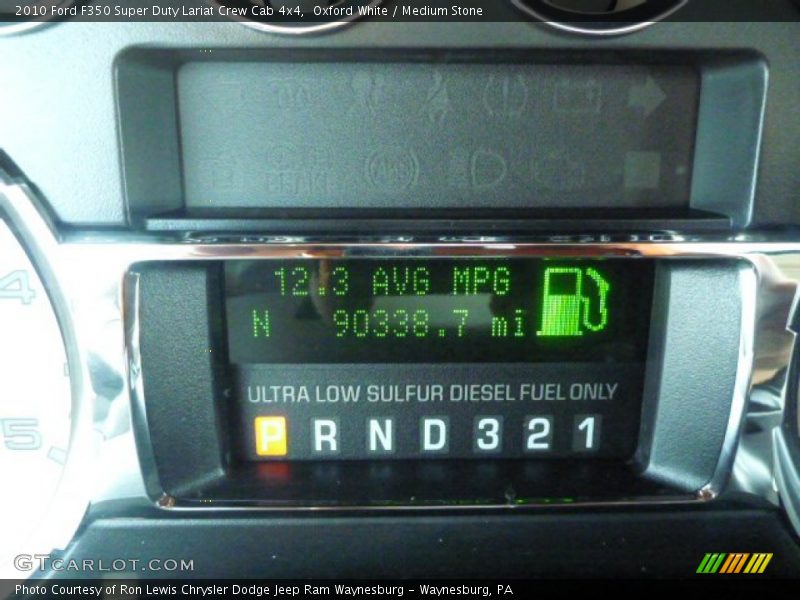 2010 Ford F350 Super Duty Lariat Crew Cab 4x4,  Oxford White / Medium Stone
12.3 AVG MPG
N 90338.7 mi
4
5
ULTRA LOW SULFUR DIESEL FUEL ONLY
P R N D 3 2 1
GTCARLOT.COM
Photo Courtesy of Ron Lewis Chrysler Dodge Jeep Ram Waynesburg - Waynesburg, PA